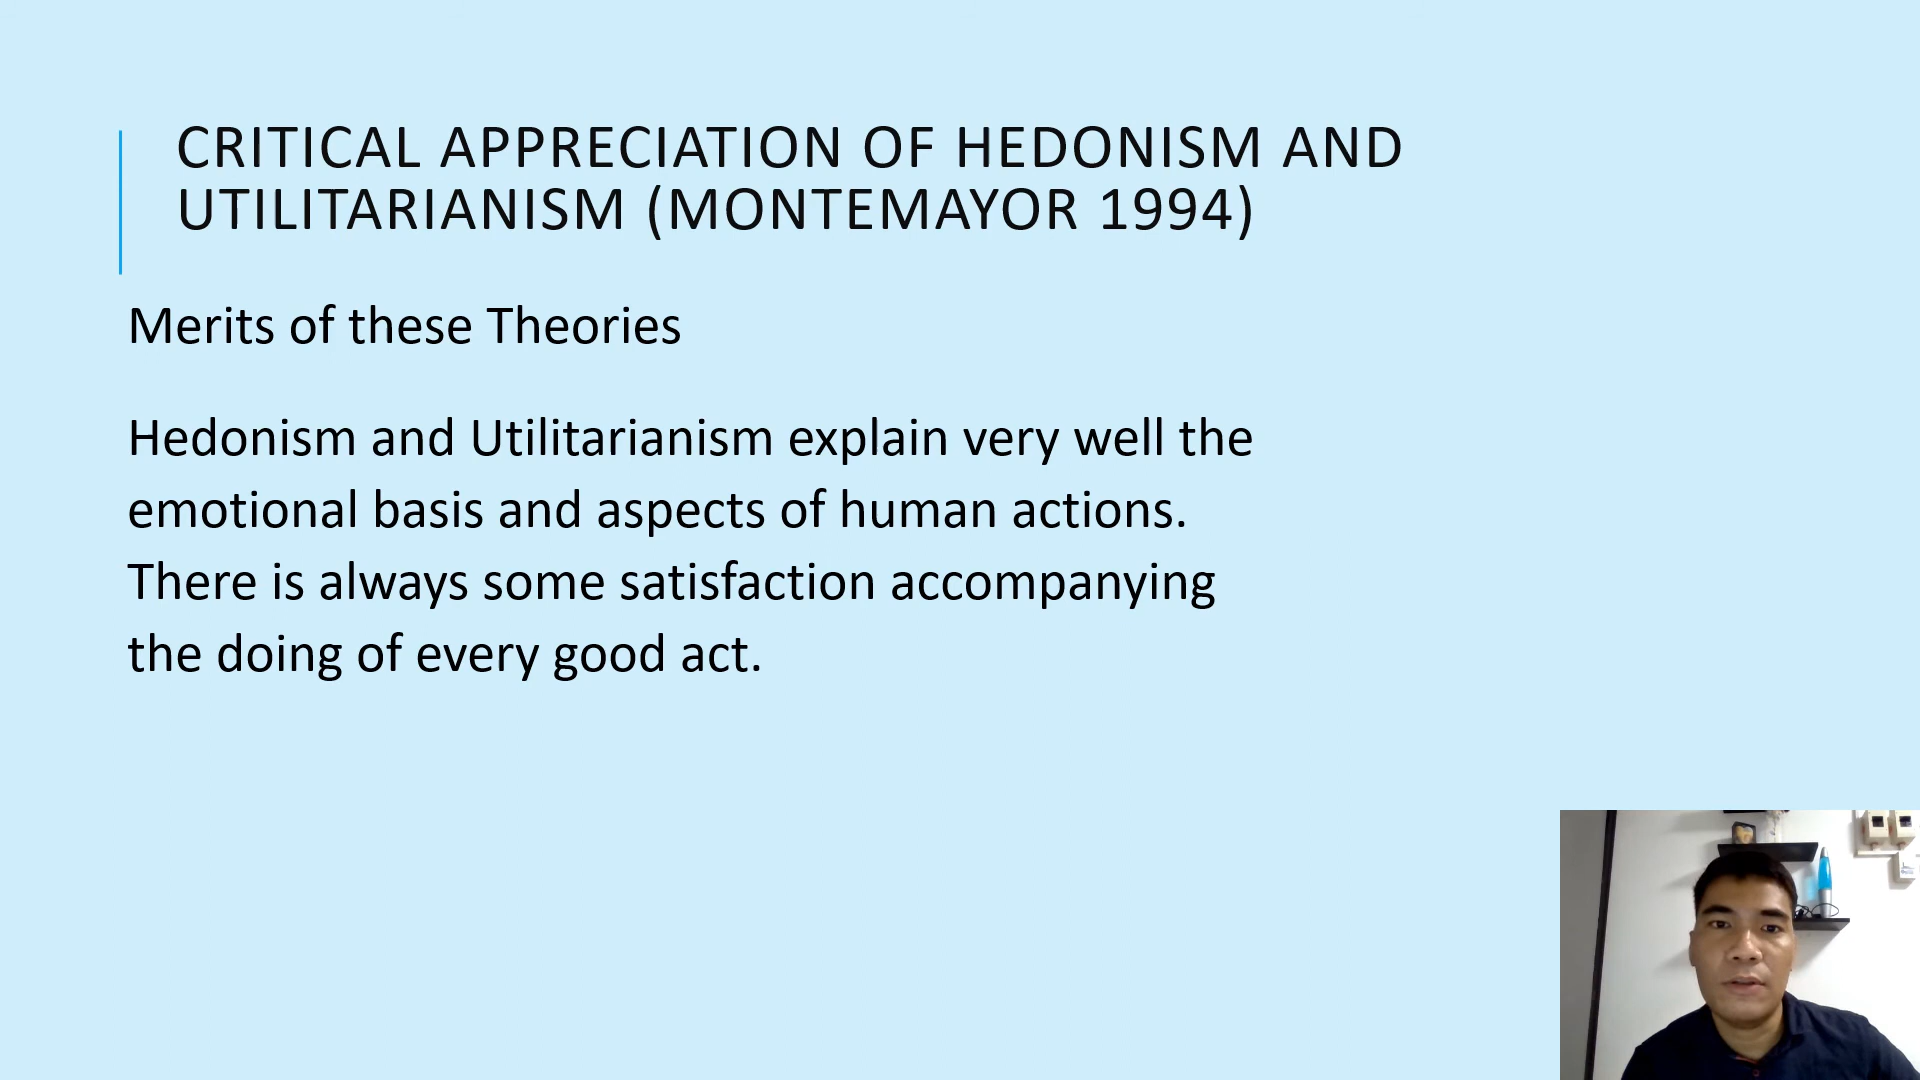 CRITICAL APPRECIATION OF HEDONISM AND
UTILITARIANISM (MONTEMAYOR 1994)
Merits of these Theories
Hedonism and Utilitarianism explain very well the
emotional basis and aspects of human actions.
There is always some satisfaction accompanying
the doing of every good act.